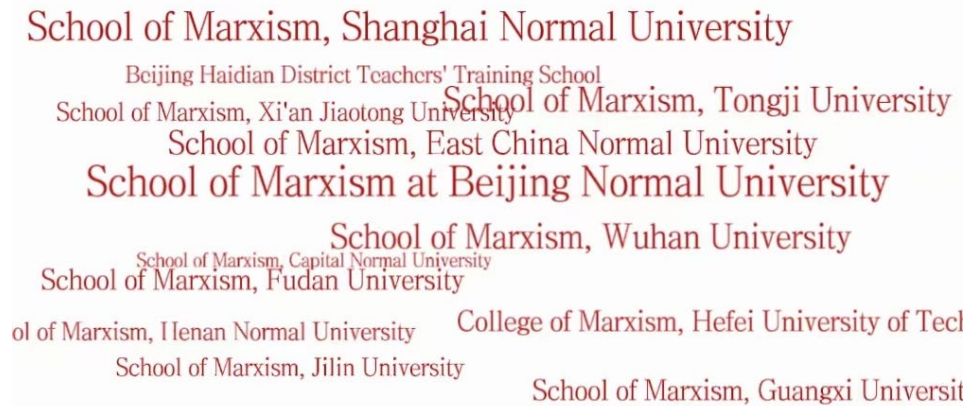 School of Marxism, Shanghai Normal University
Beijing Haidian District Teachers' Training School
School of Marxism, Xi'an Jiaotong University
School of Marxism, Tongji University
School of Marxism, East China Normal University
School of Marxism at Beijing Normal University
School of Marxism, Wuhan University
School of Marxism, Capital Normal University
School of Marxism, Fudan University
ol of Marxism, Henan Normal University
College of Marxism, Hefei University of Tech
School of Marxism, Jilin University
School of Marxism, Guangxi Universit